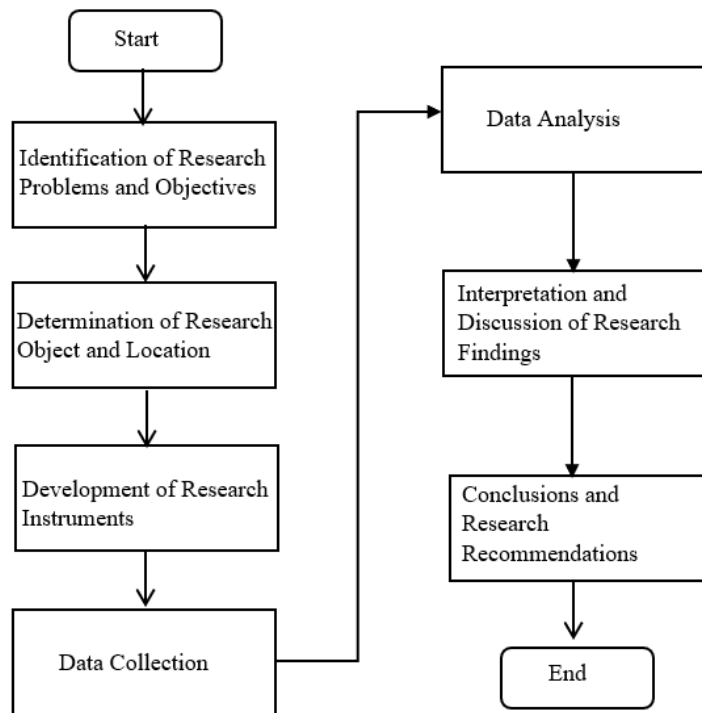 Start
Identification of Research
Problems and Objectives
Determination of Research
Object and Location
Development of Research
Instruments
Data Collection
Data Analysis
Interpretation and
Discussion of Research
Findings
Conclusions and
Research
Recommendations
End